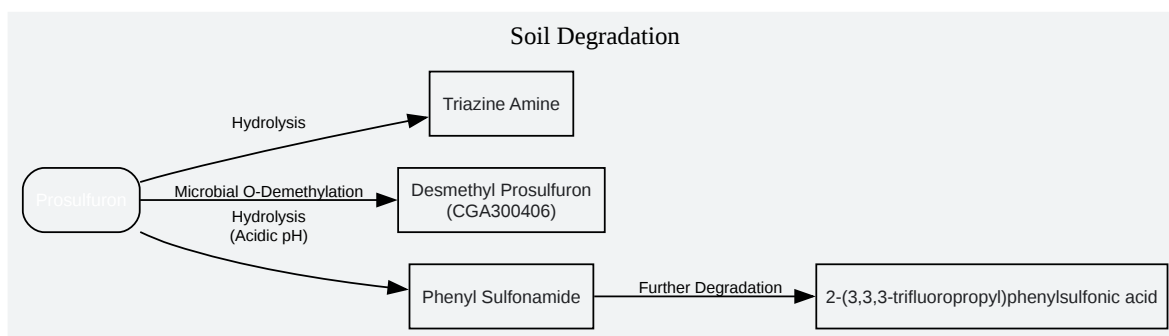 Soil Degradation
Triazine Amine
Hydrolysis
Prosulfuron
Microbial O-Demethylation
Desmethyl Prosulfuron
(CGA300406)
Hydrolysis
(Acidic pH)
Phenyl Sulfonamide
Further Degradation
2-(3,3,3-trifluoropropyl)phenylsulfonic acid